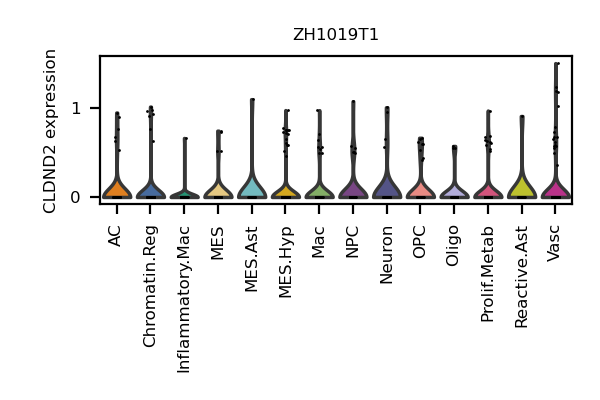 ZH1019T1
CLDND2 expression
1
0
AC
Chromatin.Reg
Inflammatory.Mac
MES
MES.Ast
MES.Hyp
Mac
NPC
Neuron
OPC
Oligo
Prolif.Metab
Reactive.Ast
Vasc